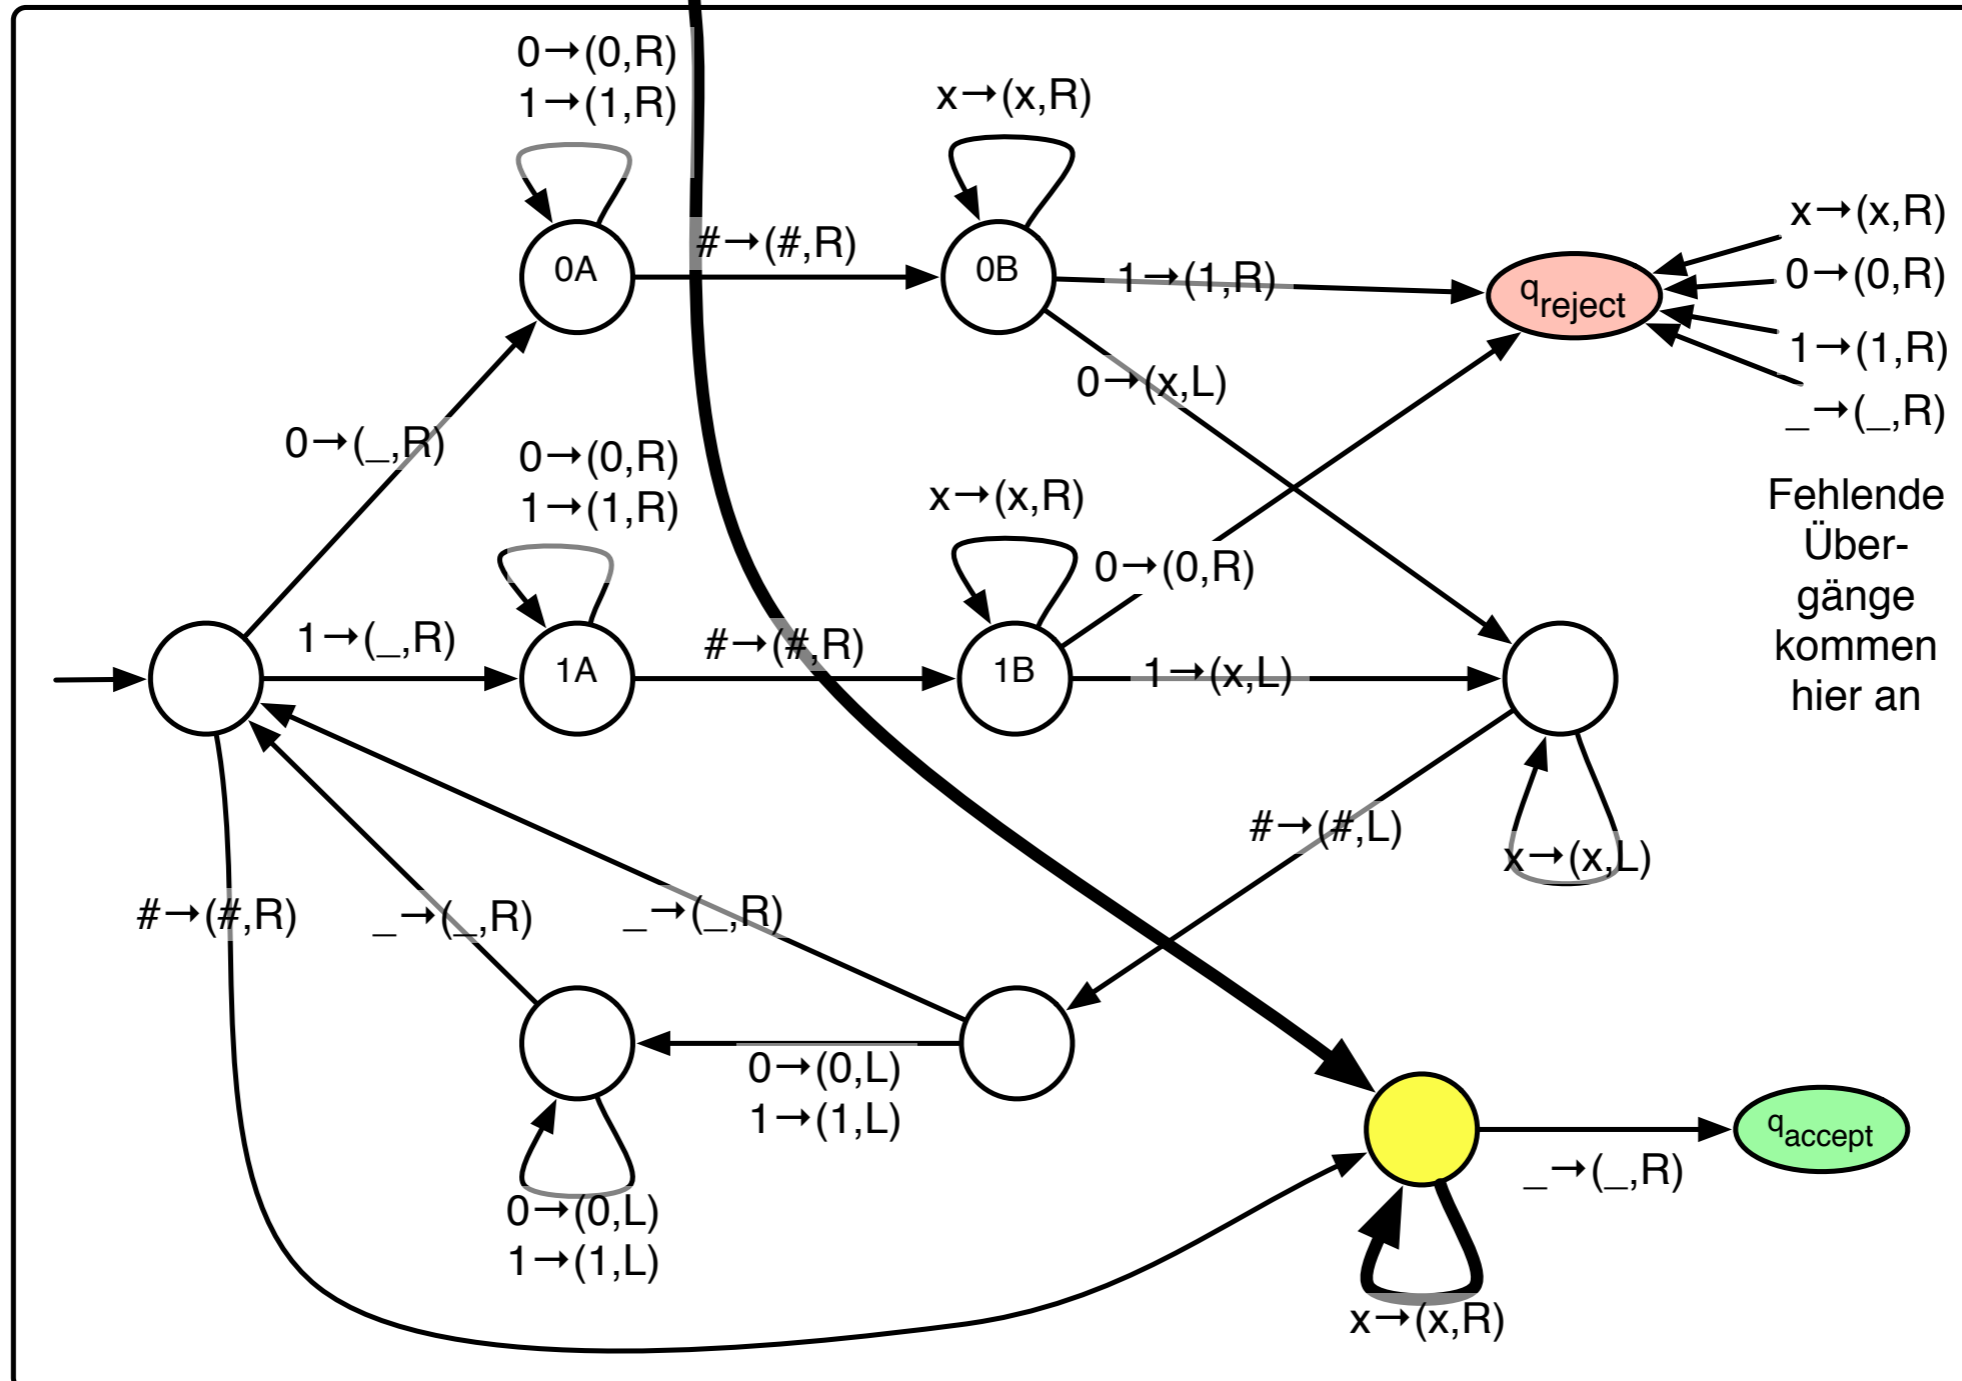 0→(0,R)
1→(1,R)
x→(x,R)
0A
#→(#,R)
0B
1→(1,R)
q_reject
x→(x,R)
0→(0,R)
1→(1,R)
_→(_,R)
0→(x,L)
0→(_,R)
0→(0,R)
1→(1,R)
x→(x,R)
0→(0,R)
Fehlende
Über-
gänge
kommen
hier an
1→(_,R)
1A
#→(#,R)
1B
1→(x,L)
#→(#,L)
x→(x,L)
#→(#,R)
_→(_,R)
_→(_,R)
0→(0,L)
1→(1,L)
q_accept
_→(_,R)
0→(0,L)
1→(1,L)
x→(x,R)